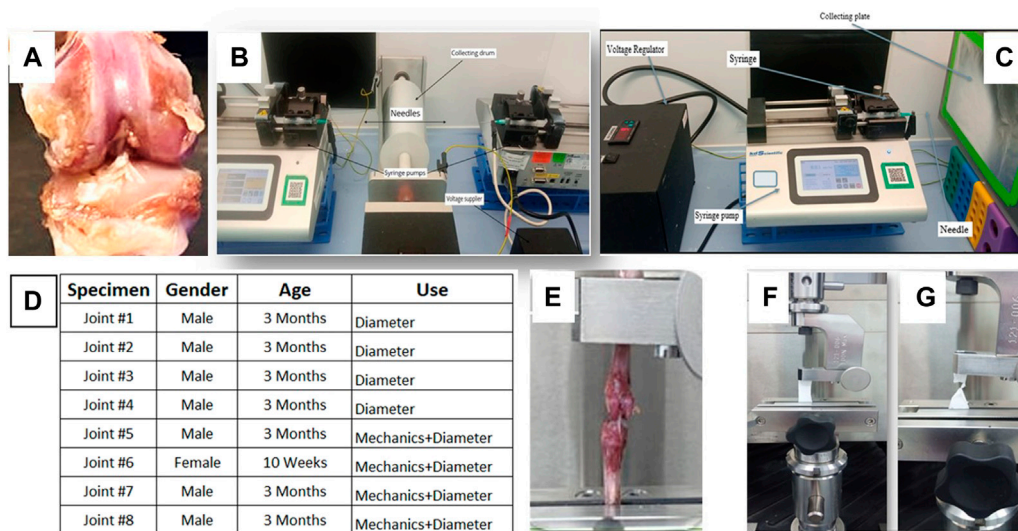 A
B
Collecting drum
Needles
Syringe pumps
Voltage supplier
Collecting plate
C
Voltage Regulator
Syringe
Syringe pump
Needle
D
Specimen Gender Age Use
Joint #1 Male 3 Months Diameter
Joint #2 Male 3 Months Diameter
Joint #3 Male 3 Months Diameter
Joint #4 Male 3 Months Diameter
Joint #5 Male 3 Months Mechanics+Diameter
Joint #6 Female 10 Weeks Mechanics+Diameter
Joint #7 Male 3 Months Mechanics+Diameter
Joint #8 Male 3 Months Mechanics+Diameter
E
F
G